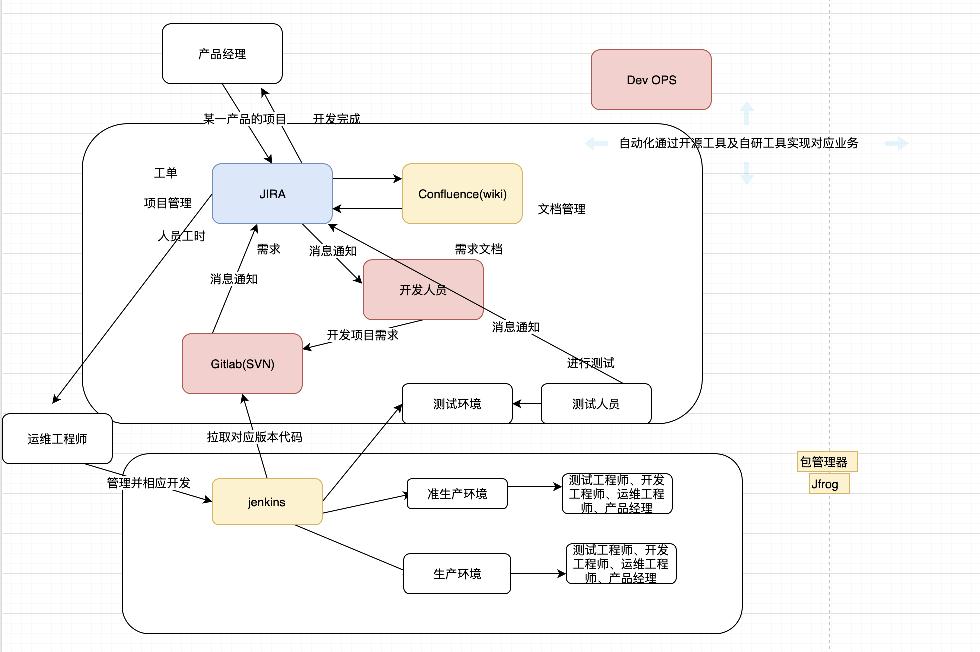 产品经理
Dev OPS
某一产品的项目
开发完成
自动化通过开源工具及自研工具实现对应业务
工单
JIRA
Confluence(wiki)
项目管理
文档管理
人员工时
需求
消息通知
需求文档
消息通知
开发人员
消息通知
开发项目需求
Gitlab(SVN)
进行测试
测试环境
测试人员
运维工程师
拉取对应版本代码
包管理器
管理并相应开发
Jfrog
jenkins
准生产环境
测试工程师、开发
工程师、运维工程
师、产品经理
生产环境
测试工程师、开发
工程师、运维工程
师、产品经理